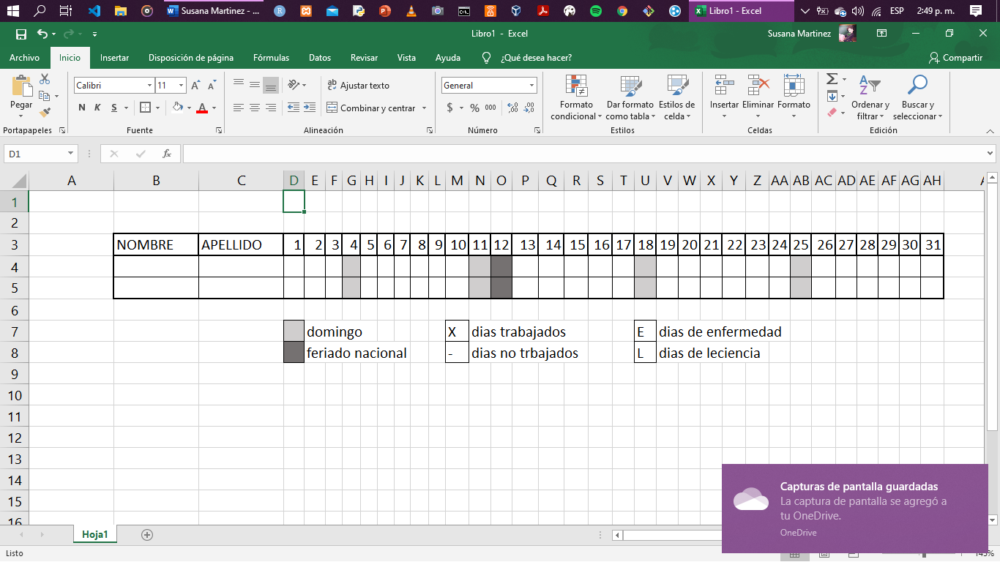 Susana Martinez - ...
Libro1 - Excel
ESP
2:49 p. m.
Libro1 - Excel
Susana Martinez
Archivo Inicio Insertar Disposición de página Fórmulas Datos Revisar Vista Ayuda ¿Qué desea hacer? Compartir
Pegar
Calibri 11
N K S
Ajustar texto
Combinar y centrar
General
$ % 000
Formato condicional
Dar formato como tabla
Estilos de celda
Insertar Eliminar Formato
Ordenar y filtrar
Buscar y seleccionar
Portapapeles Fuente Alineación Número Estilos Celdas Edición
D1 fx
A B C D E F G H I J K L M N O P Q R S T U V W X Y Z AA AB AC AD AE AF AG AH
1
2
3 NOMBRE APELLIDO 1 2 3 4 5 6 7 8 9 10 11 12 13 14 15 16 17 18 19 20 21 22 23 24 25 26 27 28 29 30 31
4
5
6
7 domingo X dias trabajados E dias de enfermedad
8 feriado nacional - dias no trbajados L dias de leciencia
9
10
11
12
13
14
15
16
Capturas de pantalla guardadas
La captura de pantalla se agregó a
tu OneDrive.
OneDrive
Hoja1
Listo